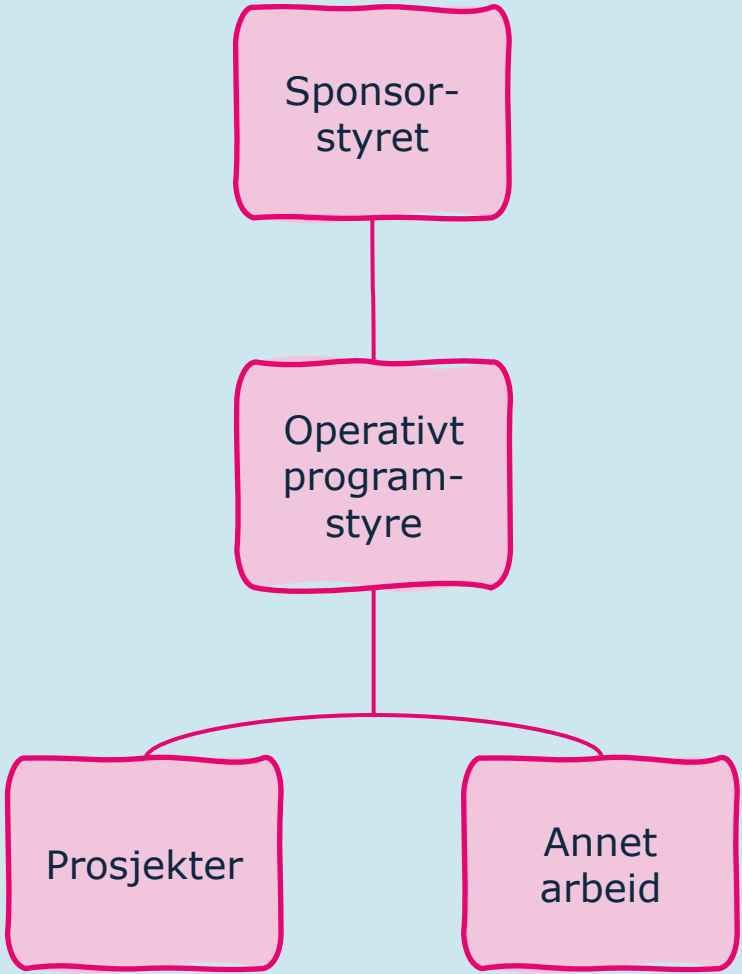 Sponsor-
styret
Operativt
program-
styre
Prosjekter
Annet
arbeid